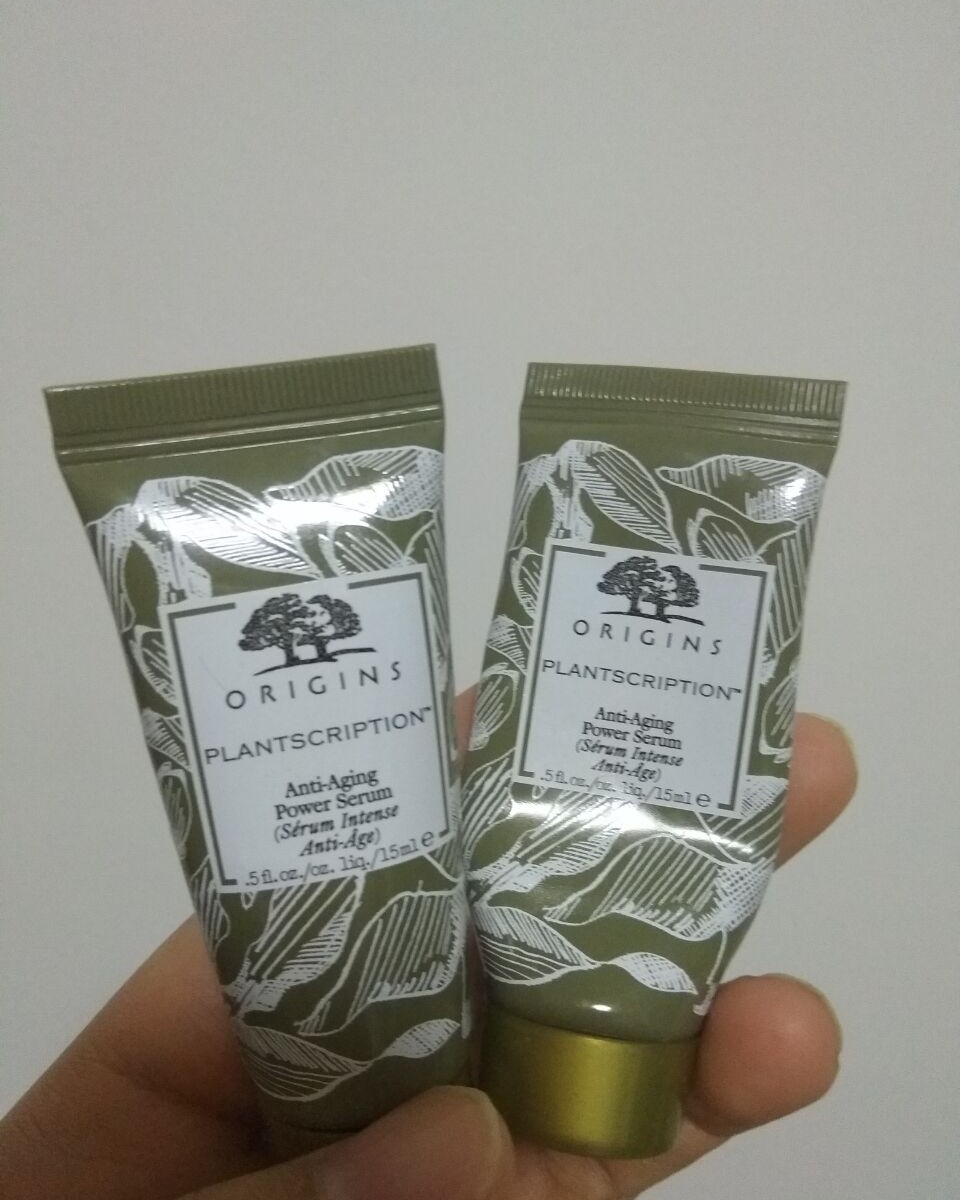 ORIGINS
PLANTSCRIPTION™
Anti-Aging
Power Serum
(Sérum Intense
Anti-Âge)
.5 fl. oz./oz. liq./15ml ℮
ORIGINS
PLANTSCRIPTION™
Anti-Aging
Power Serum
(Sérum Intense
Anti-Âge)
.5 fl. oz./oz. liq./15ml ℮